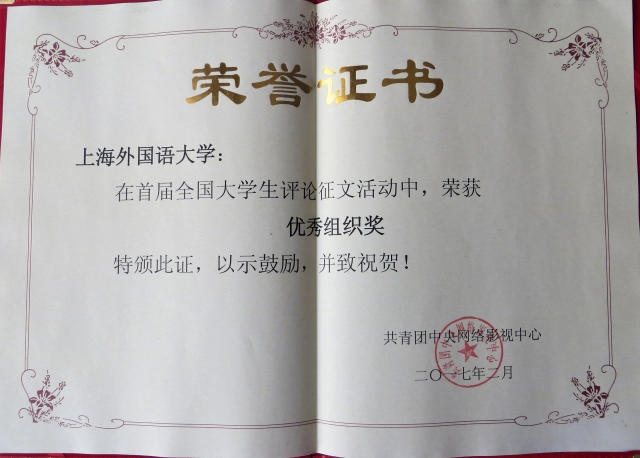 荣誉证书
上海外国语大学：
在首届全国大学生评论征文活动中，荣获
优秀组织奖
特颁此证，以示鼓励，并致祝贺！
共青团中央网络影视中心
二〇一七年二月